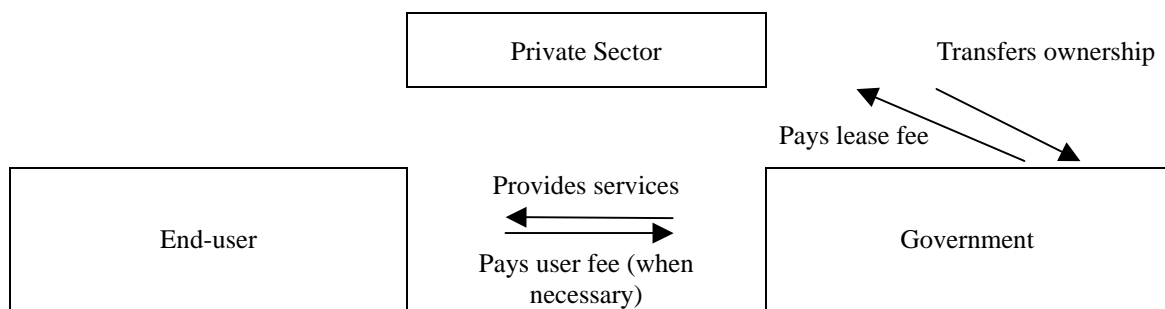 Private Sector
Transfers ownership
Pays lease fee
Provides services
End-user
Government
Pays user fee (when
necessary)